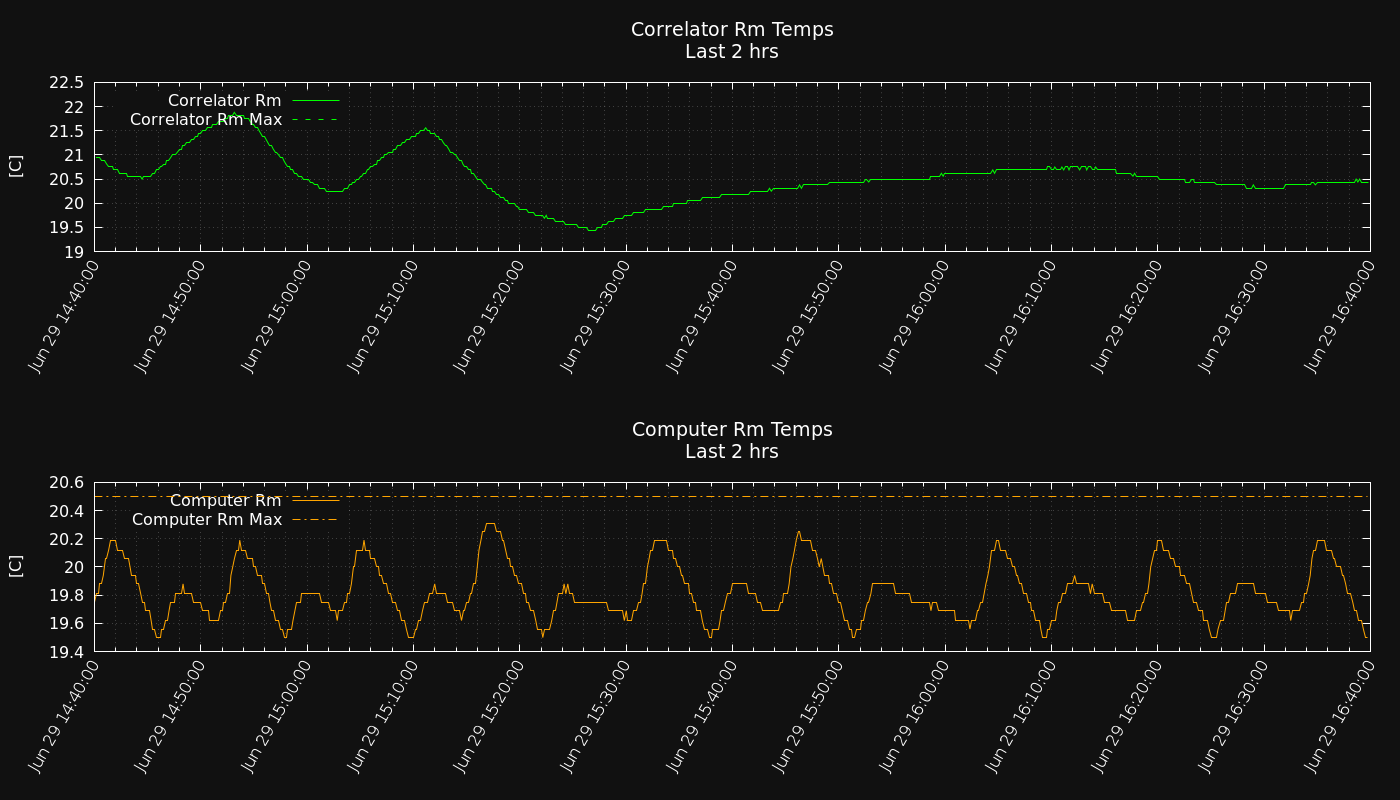 Correlator Rm Temps
Last 2 hrs
22.5
22
21.5
21
20.5
20
19.5
19
[C]
Correlator Rm
Correlator Rm Max
Jun 29 14:40:00
Jun 29 14:50:00
Jun 29 15:00:00
Jun 29 15:10:00
Jun 29 15:20:00
Jun 29 15:30:00
Jun 29 15:40:00
Jun 29 15:50:00
Jun 29 16:00:00
Jun 29 16:10:00
Jun 29 16:20:00
Jun 29 16:30:00
Jun 29 16:40:00
Computer Rm Temps
Last 2 hrs
20.6
20.4
20.2
20
19.8
19.6
19.4
[C]
Computer Rm
Computer Rm Max
Jun 29 14:40:00
Jun 29 14:50:00
Jun 29 15:00:00
Jun 29 15:10:00
Jun 29 15:20:00
Jun 29 15:30:00
Jun 29 15:40:00
Jun 29 15:50:00
Jun 29 16:00:00
Jun 29 16:10:00
Jun 29 16:20:00
Jun 29 16:30:00
Jun 29 16:40:00